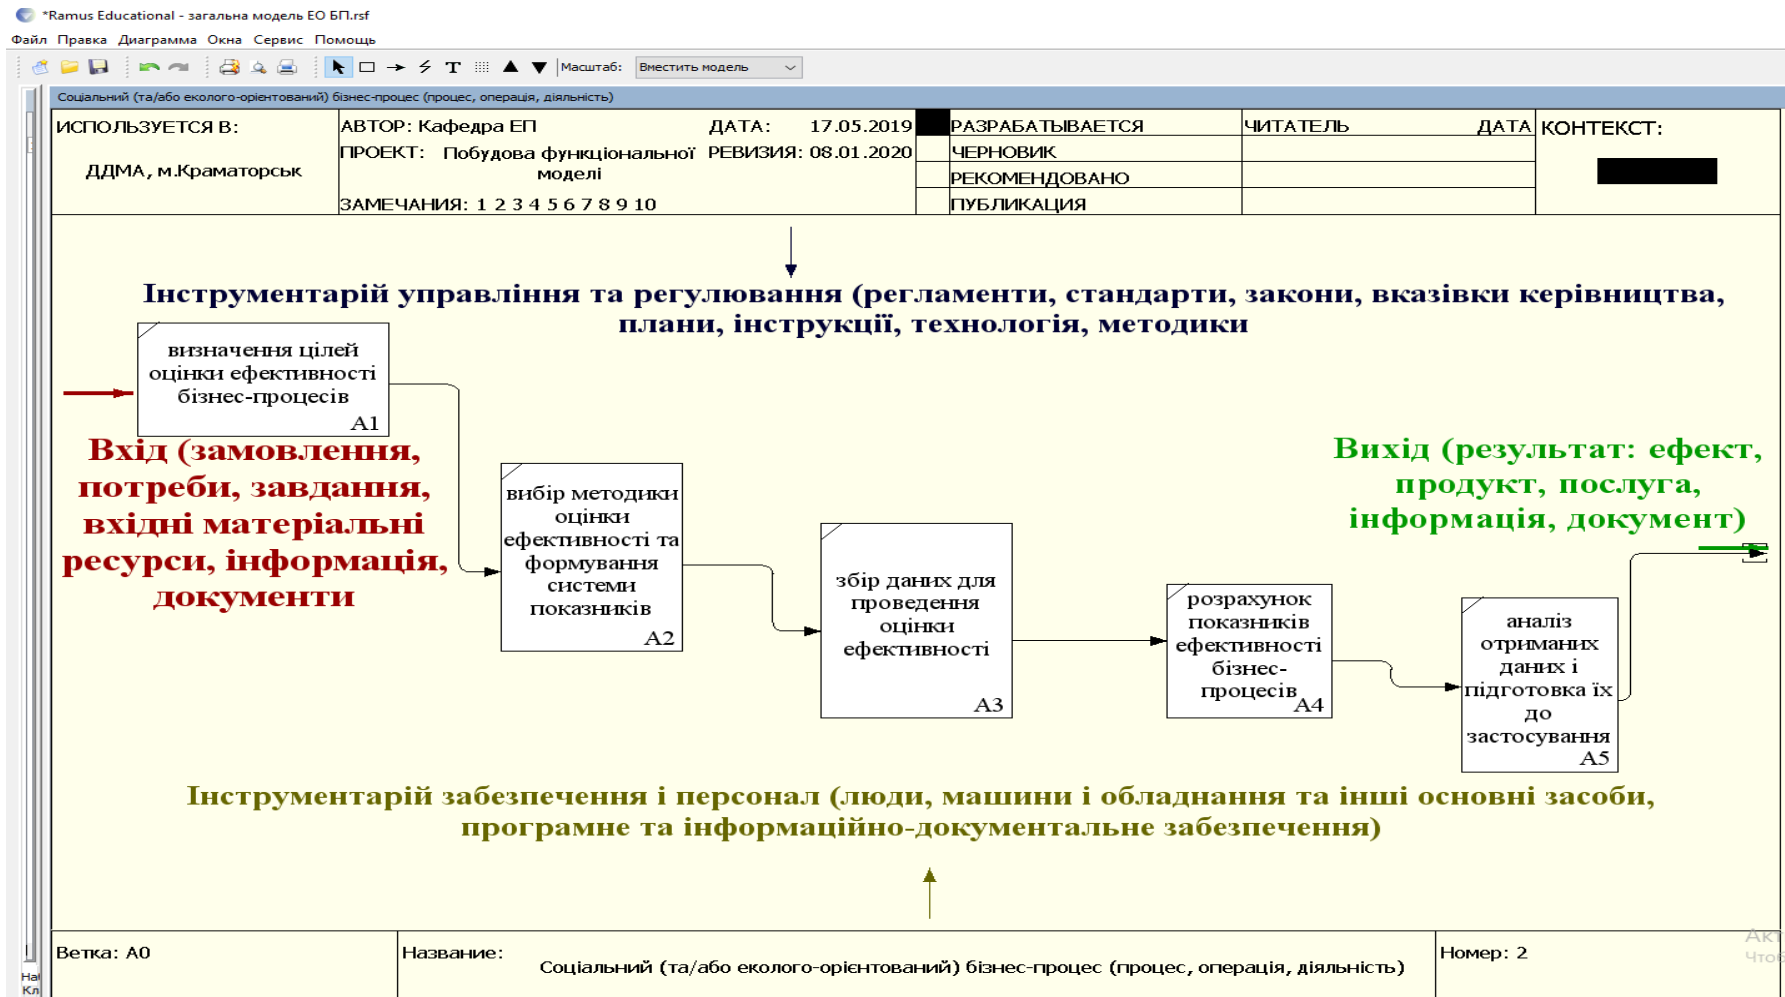 *Ramus Educational - загальна модель ЕО БП.rsf
Файл Правка Диаграмма Окна Сервис Помощь
Масштаб: Вместить модель
Соціальний (та/або еколого-орієнтований) бізнес-процес (процес, операція, діяльність)
ИСПОЛЬЗУЕТСЯ В:
ДДМА, м.Краматорськ
АВТОР: Кафедра ЕП
ДАТА: 17.05.2019
ПРОЕКТ: Побудова функціональної
моделі
РЕВИЗИЯ: 08.01.2020
ЗАМЕЧАНИЯ: 1 2 3 4 5 6 7 8 9 10
РАЗРАБАТЫВАЕТСЯ
ЧЕРНОВИК
РЕКОМЕНДОВАНО
ПУБЛИКАЦИЯ
ЧИТАТЕЛЬ ДАТА
КОНТЕКСТ:
Інструментарій управління та регулювання (регламенти, стандарти, закони, вказівки керівництва,
плани, інструкції, технологія, методики
визначення цілей
оцінки ефективності
бізнес-процесів
A1
Вхід (замовлення,
потреби, завдання,
вхідні матеріальні
ресурси, інформація,
документи
вибір методики
оцінки
ефективності та
формування
системи
показників
A2
збір даних для
проведення
оцінки
ефективності
A3
розрахунок
показників
ефективності
бізнес-
процесів
A4
аналіз
отриманих
даних і
підготовка їх
до
застосування
A5
Вихід (результат: ефект,
продукт, послуга,
інформація, документ)
Інструментарій забезпечення і персонал (люди, машини і обладнання та інші основні засоби,
програмне та інформаційно-документальне забезпечення)
Ветка: A0
Название:
Соціальний (та/або еколого-орієнтований) бізнес-процес (процес, операція, діяльність)
Номер: 2